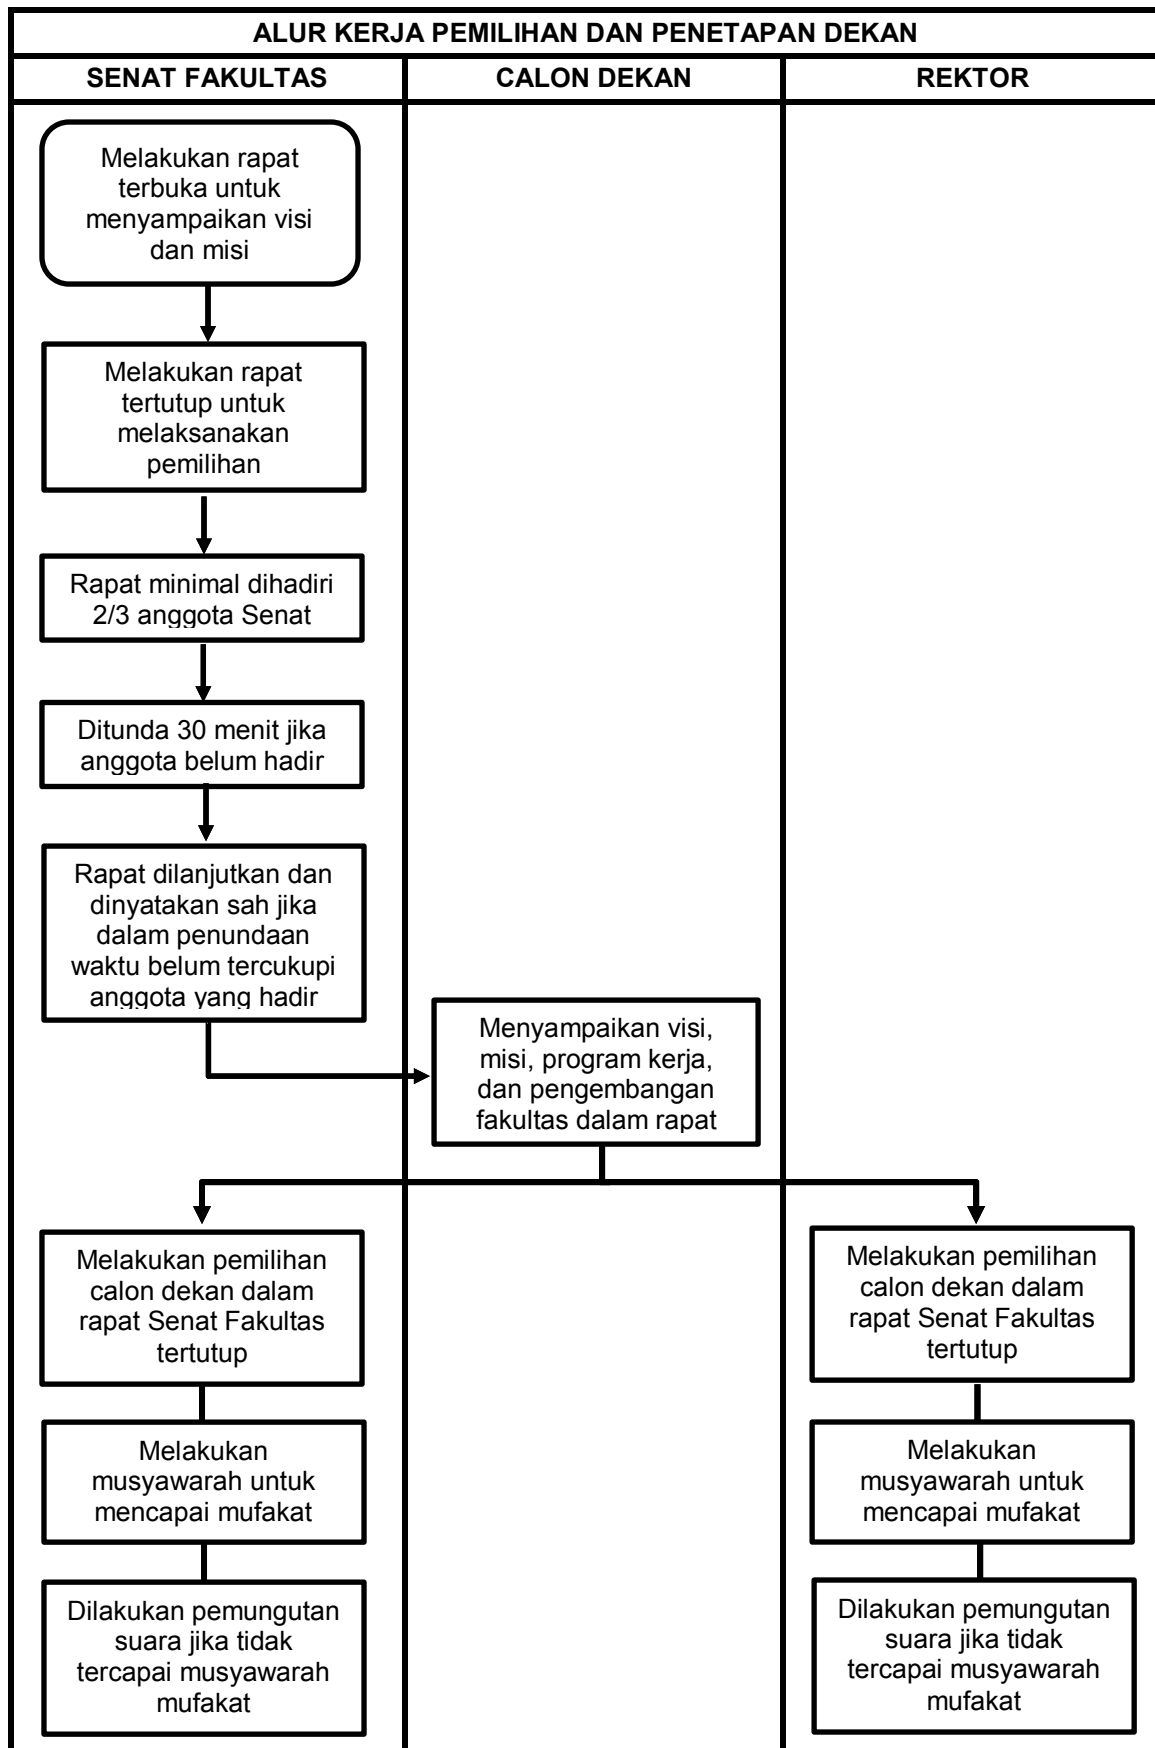 ALUR KERJA PEMILIHAN DAN PENETAPAN DEKAN
SENAT FAKULTAS
CALON DEKAN
REKTOR
Melakukan rapat
terbuka untuk
menyampaikan visi
dan misi
Melakukan rapat
tertutup untuk
melaksanakan
pemilihan
Rapat minimal dihadiri
2/3 anggota Senat
Ditunda 30 menit jika
anggota belum hadir
Rapat dilanjutkan dan
dinyatakan sah jika
dalam penundaan
waktu belum tercukupi
anggota yang hadir
Menyampaikan visi,
misi, program kerja,
dan pengembangan
fakultas dalam rapat
Melakukan pemilihan
calon dekan dalam
rapat Senat Fakultas
tertutup
Melakukan
musyawarah untuk
mencapai mufakat
Dilakukan pemungutan
suara jika tidak
tercapai musyawarah
mufakat
Melakukan pemilihan
calon dekan dalam
rapat Senat Fakultas
tertutup
Melakukan
musyawarah untuk
mencapai mufakat
Dilakukan pemungutan
suara jika tidak
tercapai musyawarah
mufakat